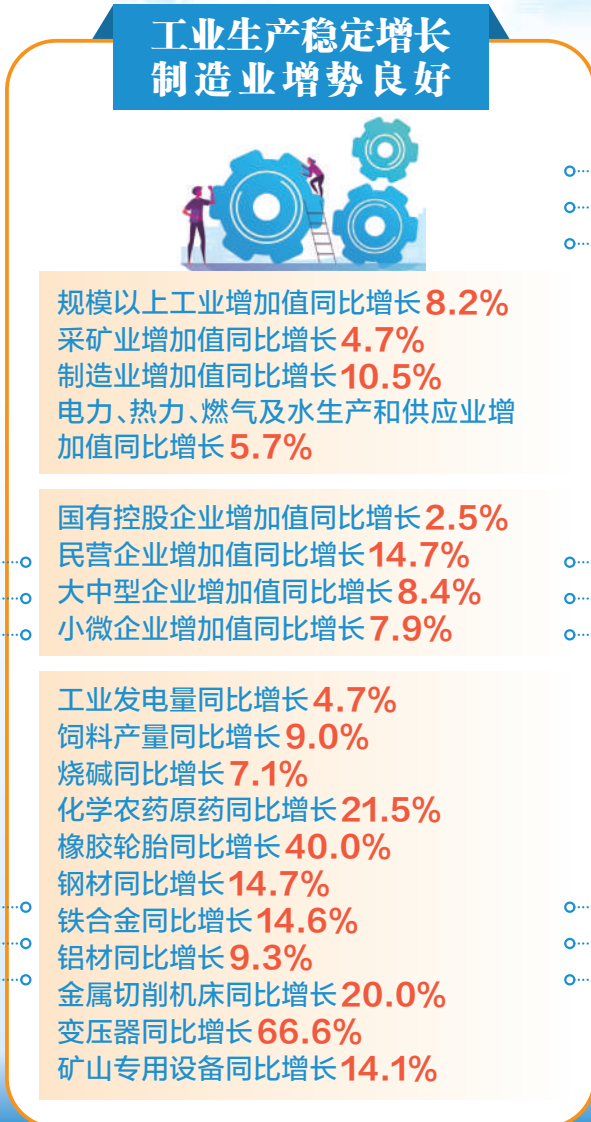 工业生产稳定增长
制造业增势良好
规模以上工业增加值同比增长8.2%
采矿业增加值同比增长4.7%
制造业增加值同比增长10.5%
电力、热力、燃气及水生产和供应业增
加值同比增长5.7%
国有控股企业增加值同比增长2.5%
民营企业增加值同比增长14.7%
大中型企业增加值同比增长8.4%
小微企业增加值同比增长7.9%
工业发电量同比增长4.7%
饲料产量同比增长9.0%
烧碱同比增长7.1%
化学农药原药同比增长21.5%
橡胶轮胎同比增长40.0%
钢材同比增长14.7%
铁合金同比增长14.6%
铝材同比增长9.3%
金属切削机床同比增长20.0%
变压器同比增长66.6%
矿山专用设备同比增长14.1%